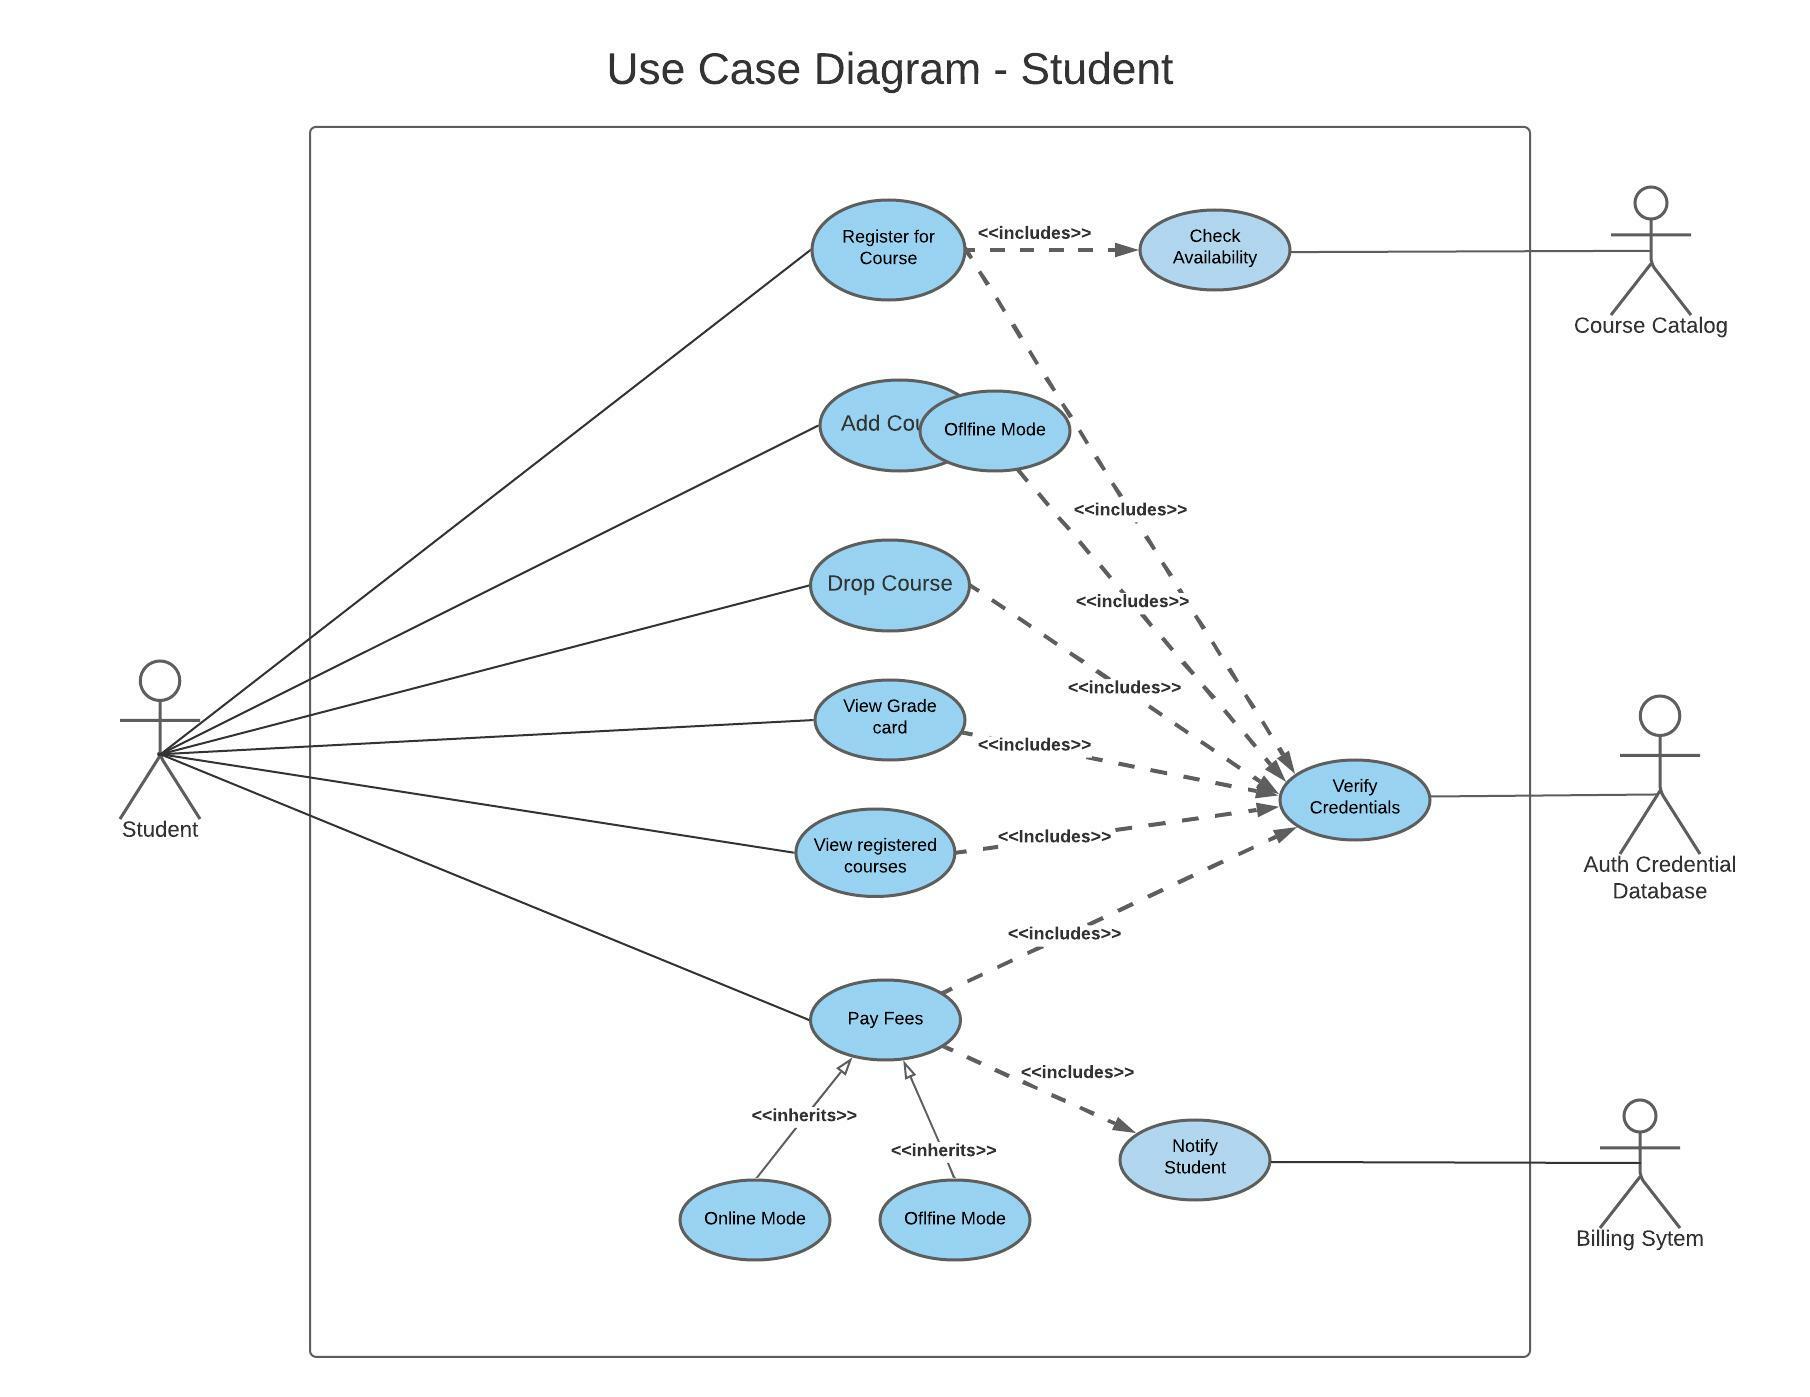 Use Case Diagram - Student
Register for
Course
<<includes>>
Check
Availability
Course Catalog
Add Cou
Oflfine Mode
<<includes>>
Drop Course
<<includes>>
<<includes>>
View Grade
card
<<includes>>
Verify
Credentials
Student
View registered
courses
<<Includes>>
Auth Credential
Database
<<includes>>
Pay Fees
<<includes>>
<<inherits>>
<<inherits>>
Notify
Student
Online Mode
Oflfine Mode
Billing Sytem